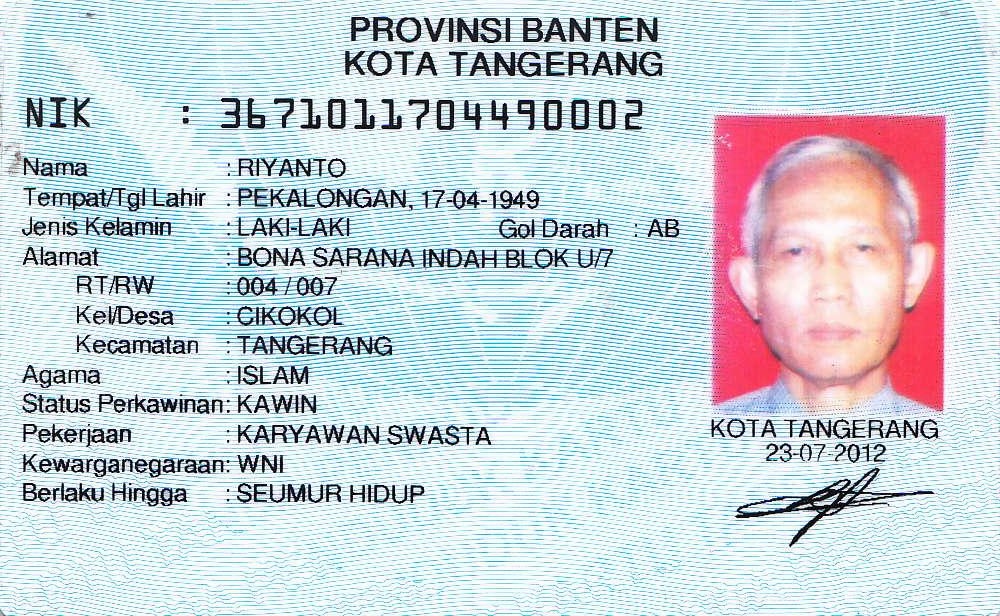 PROVINSI BANTEN
KOTA TANGERANG
NIK : 3671011704490002
Nama : RIYANTO
Tempat/Tgl Lahir : PEKALONGAN, 17-04-1949
Jenis Kelamin : LAKI-LAKI Gol Darah : AB
Alamat : BONA SARANA INDAH BLOK U/7
RT/RW : 004 / 007
Kel/Desa : CIKOKOL
Kecamatan : TANGERANG
Agama : ISLAM
Status Perkawinan: KAWIN
Pekerjaan : KARYAWAN SWASTA
Kewarganegaraan: WNI
Berlaku Hingga : SEUMUR HIDUP
KOTA TANGERANG
23-07-2012